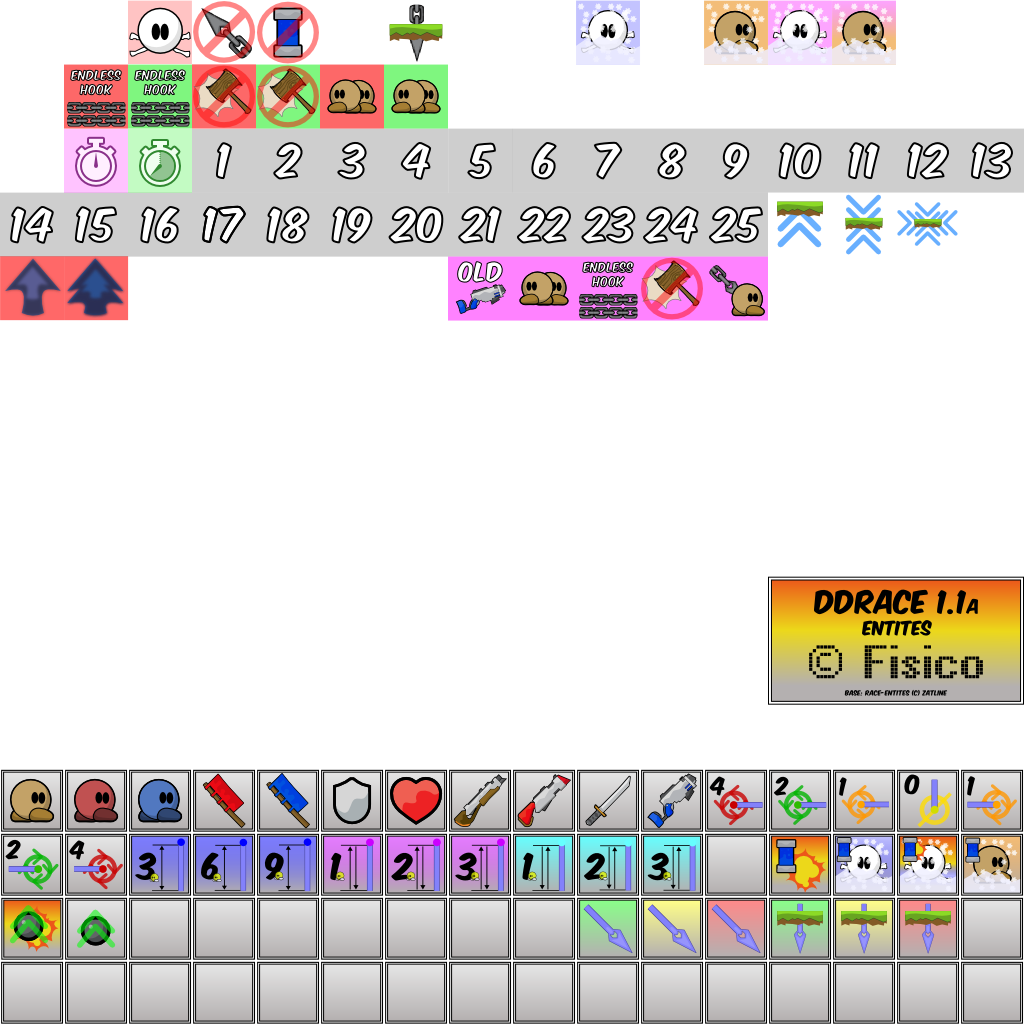 ENDLESS HOOK ENDLESS HOOK
1 2 3 4 5 6 7 8 9 10 11 12 13
14 15 16 17 18 19 20 21 22 23 24 25
OLD ENDLESS HOOK
DDRACE 1.1A
ENTITES
© Fisico
BASE: RACE-ENTITES (C) ZATLINE
4 2 1 0 1
2 4 3 6 9 1 2 3 1 2 3